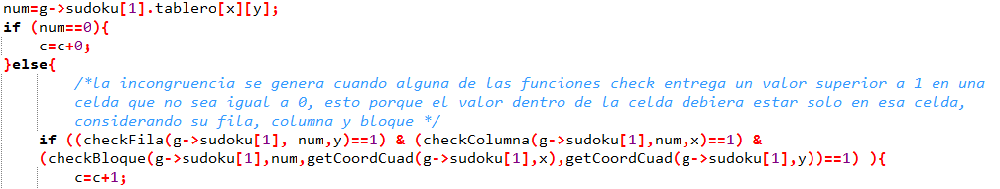 num=g->sudoku[1].tablero[x][y];
if (num==0){
c=c+0;
}else{
/*la incongruencia se genera cuando alguna de las funciones check entrega un valor superior a 1 en una
celda que no sea igual a 0, esto porque el valor dentro de la celda debiera estar solo en esa celda,
considerando su fila, columna y bloque */
if ((checkFila(g->sudoku[1], num,y)==1) & (checkColumna(g->sudoku[1],num,x)==1) &
(checkBloque(g->sudoku[1],num,getCoordCuad(g->sudoku[1],x),getCoordCuad(g->sudoku[1],y))==1) ){
c=c+1;